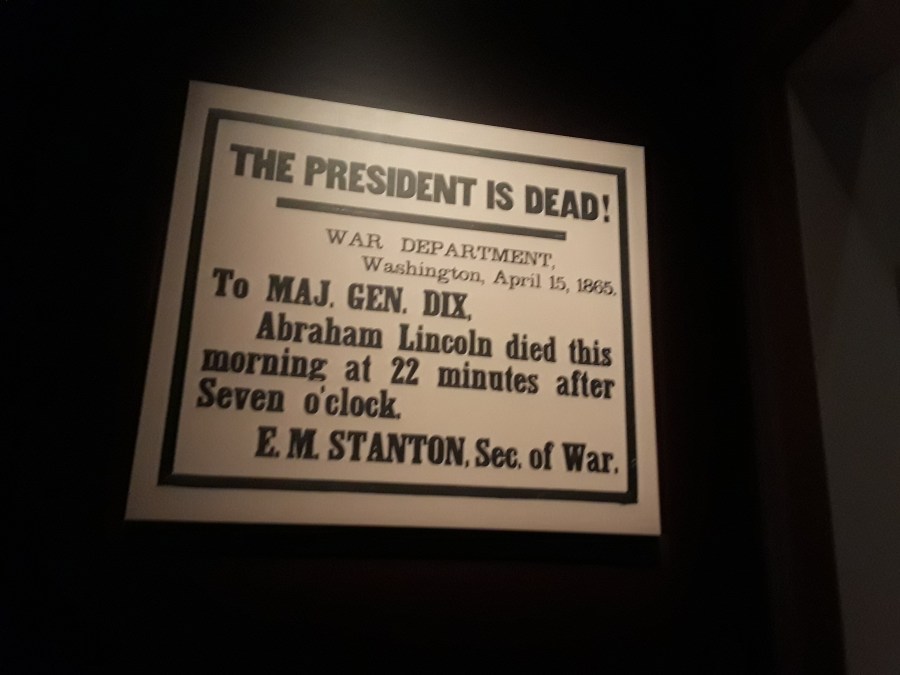 THE PRESIDENT IS DEAD!
WAR DEPARTMENT,
Washington, April 15, 1865.
To MAJ. GEN. DIX,
Abraham Lincoln died this
morning at 22 minutes after
Seven o'clock.
E. M. STANTON, Sec. of War.